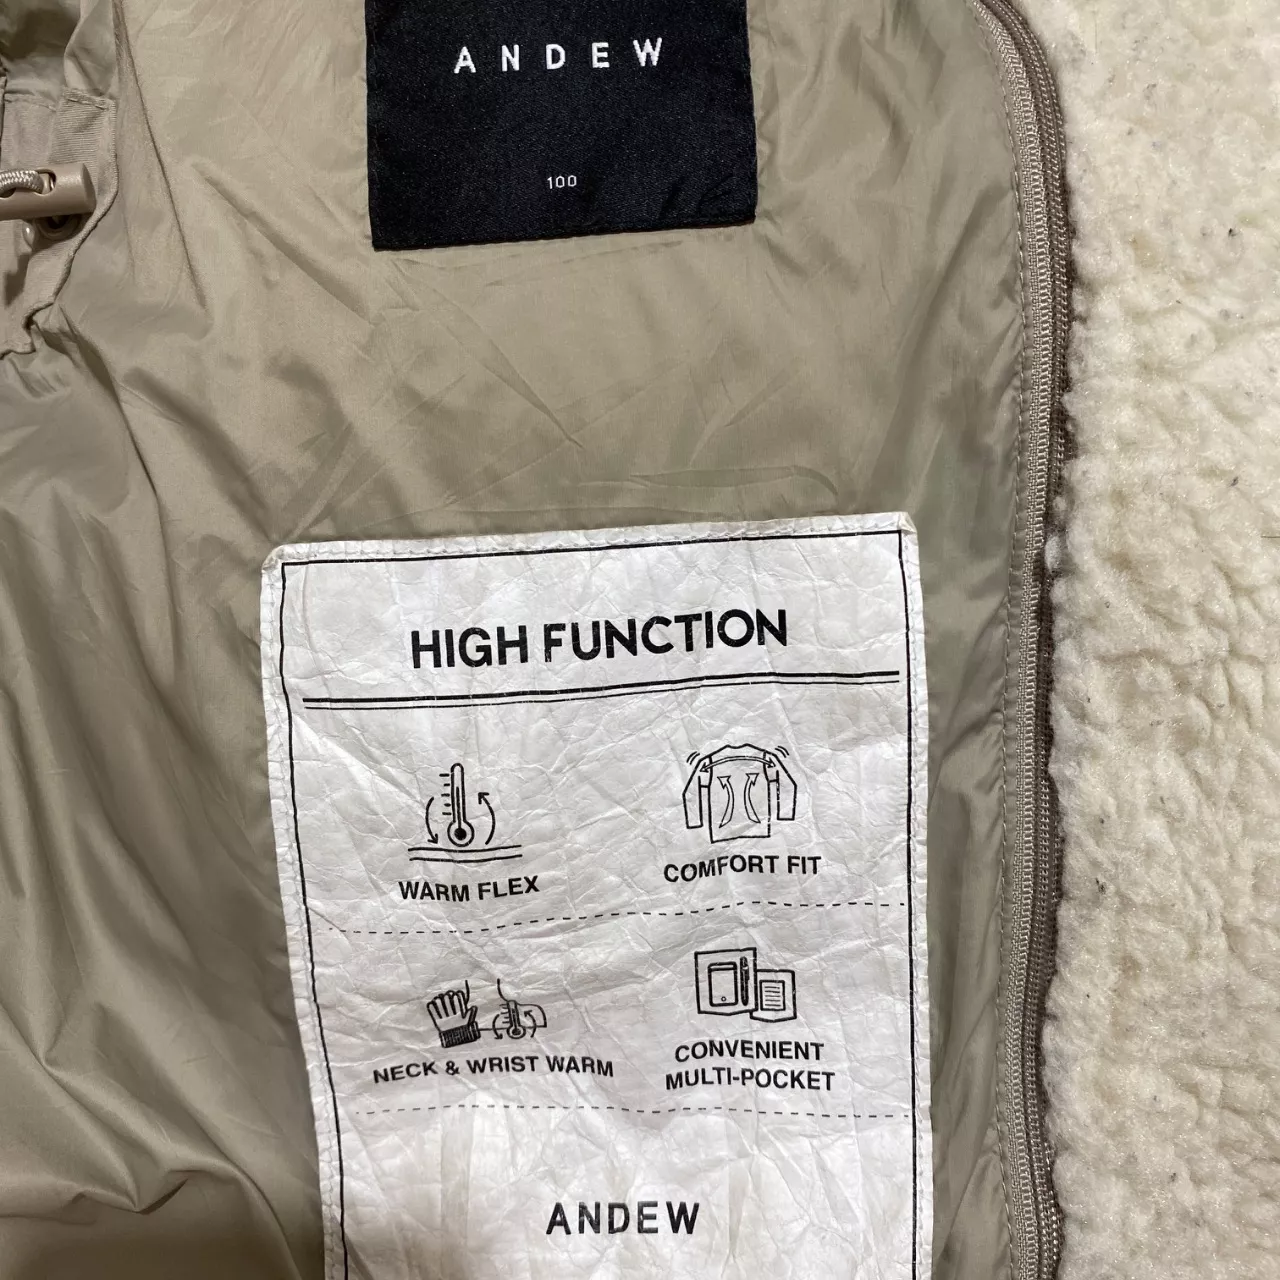 ANDEW
100
HIGH FUNCTION
WARM FLEX
COMFORT FIT
NECK & WRIST WARM
CONVENIENT
MULTI-POCKET
ANDEW